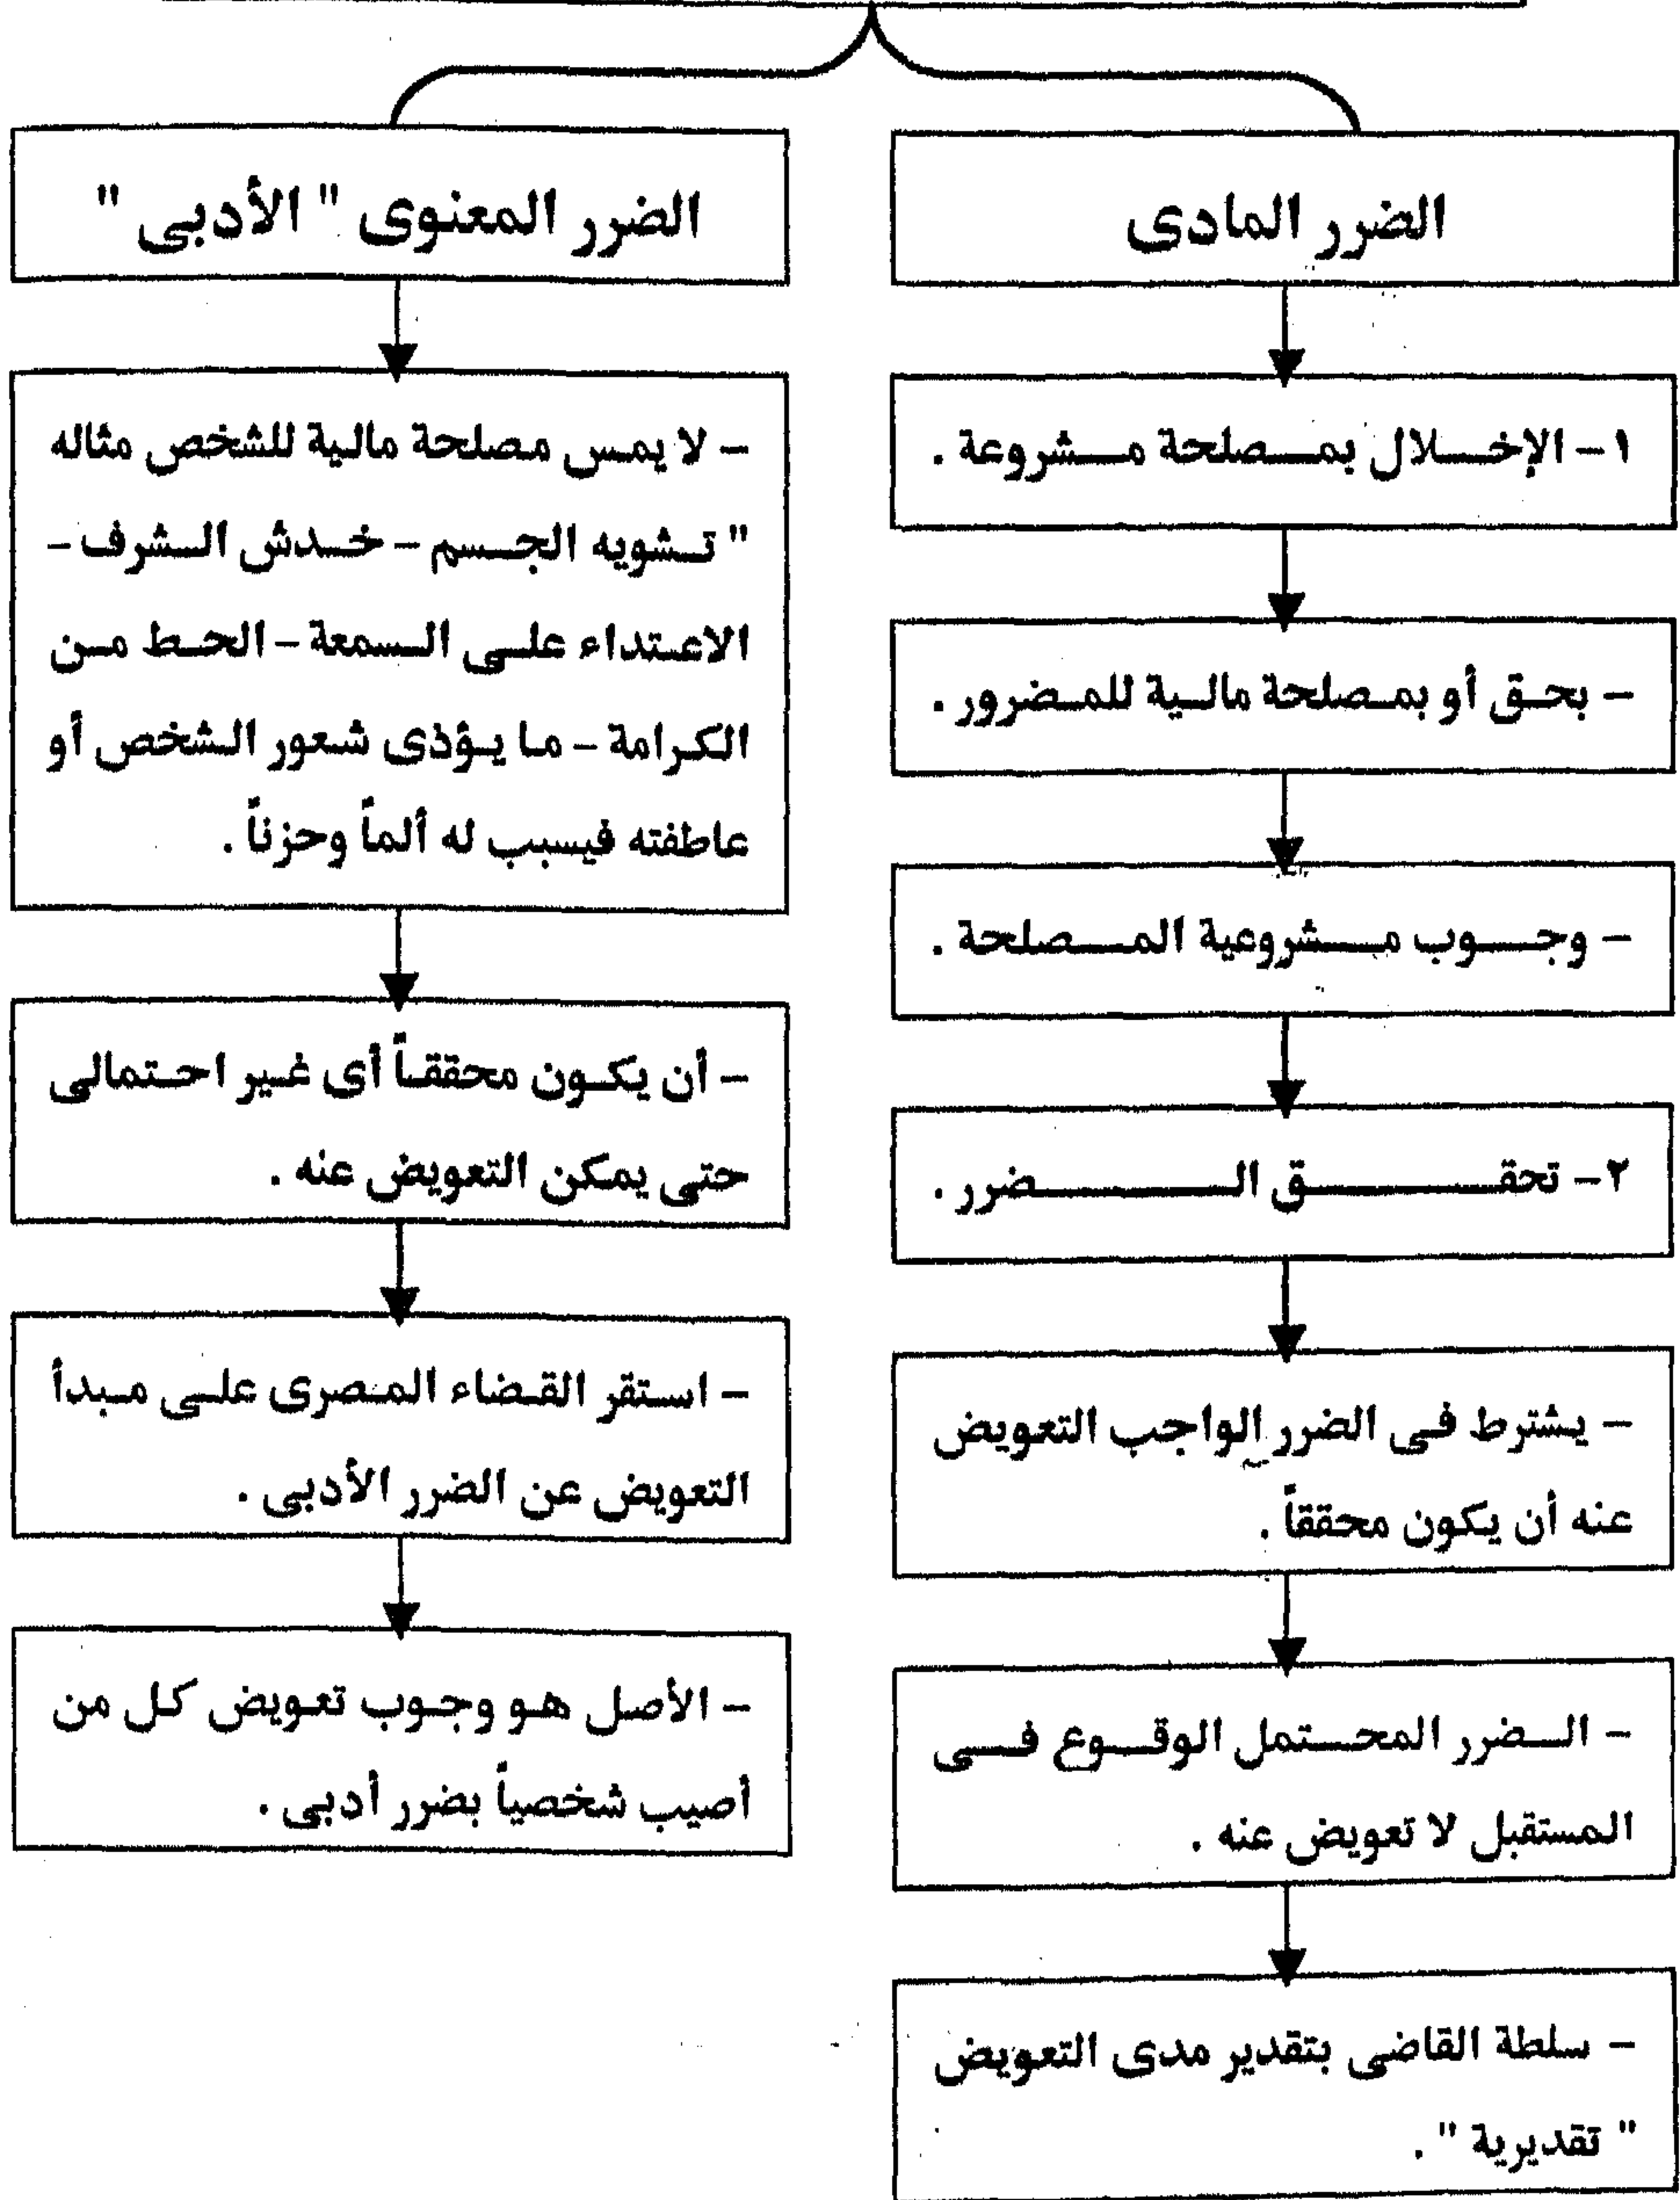 الضرر المادى
١- الإخلال بمصلحة مشروعة .
- بحق أو بمصلحة مالية للمضرور .
- وجوب مشروعية المصلحة .
٢- تحقق الضرر .
- يشترط فى الضرر الواجب التعويض
عنه أن يكون محققاً .
- الضرر المحتمل الوقوع فى
المستقبل لا تعويض عنه .
- سلطة القاضى بتقدير مدى التعويض
" تقديرية " .
الضرر المعنوى " الأدبى "
- لا يمس مصلحة مالية للشخص مثاله
" تشويه الجسم - خدش الشرف -
الاعتداء على السمعة - الحط من
الكرامة - ما يؤذى شعور الشخص أو
عاطفته فيسبب له ألماً وحزناً .
- أن يكون محققاً أى غير احتمالى
حتى يمكن التعويض عنه .
- استقر القضاء المصرى على مبدأ
التعويض عن الضرر الأدبى .
- الأصل هو وجوب تعويض كل من
أصيب شخصياً بضرر أدبى .